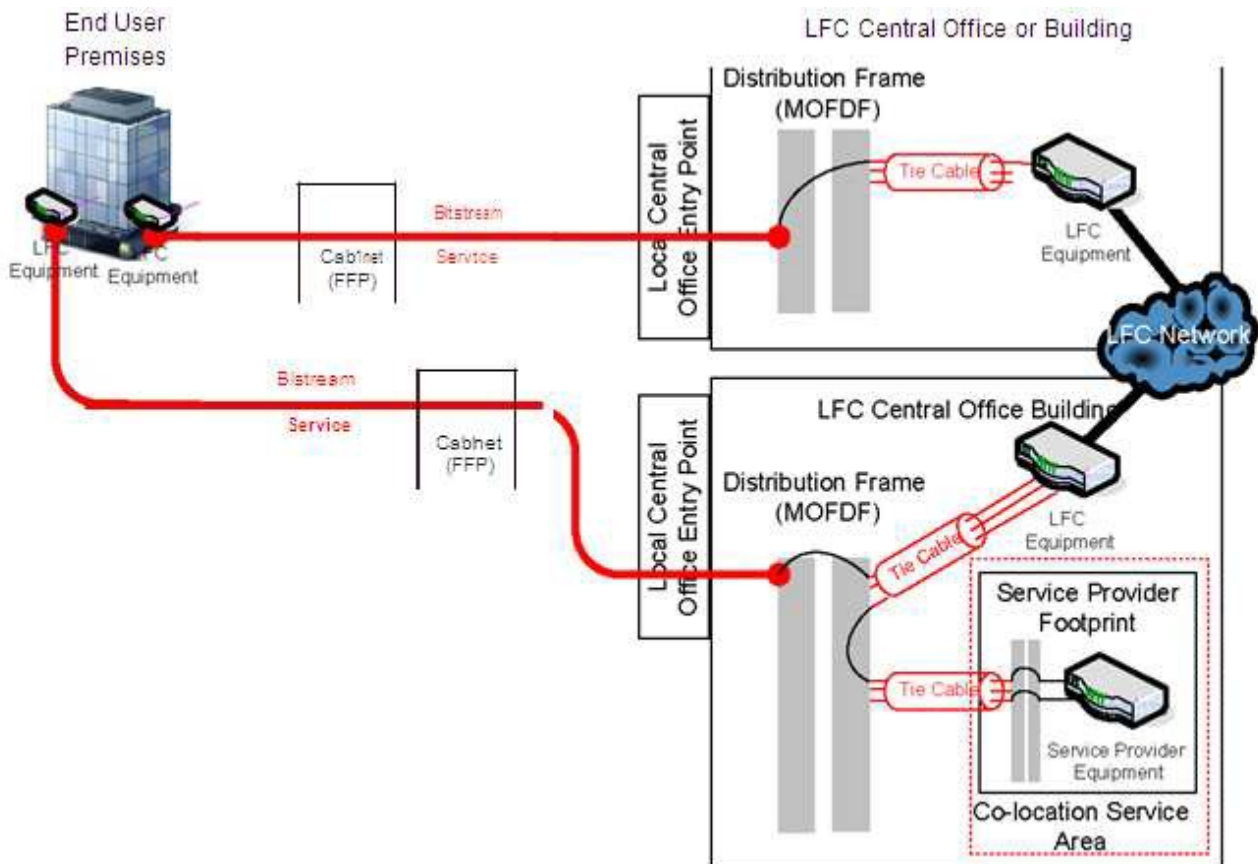 End User
Premises
LFC Central Office or Building
Distribution Frame
(MOFDF)
Local Central
Office Entry Point
Tie Cable
LFC
Equipment
LFC
Equipment
LFC
Equipment
Cabinet
(FFP)
Bitstream
Service
LFC Network
Bistream
Service
Cabinet
(FFP)
Local Central
Office Entry Point
LFC Central Office Building
Distribution Frame
(MOFDF)
Tie Cable
LFC
Equipment
Service Provider
Footprint
Tie Cable
Service Provider
Equipment
Co-location Service
Area